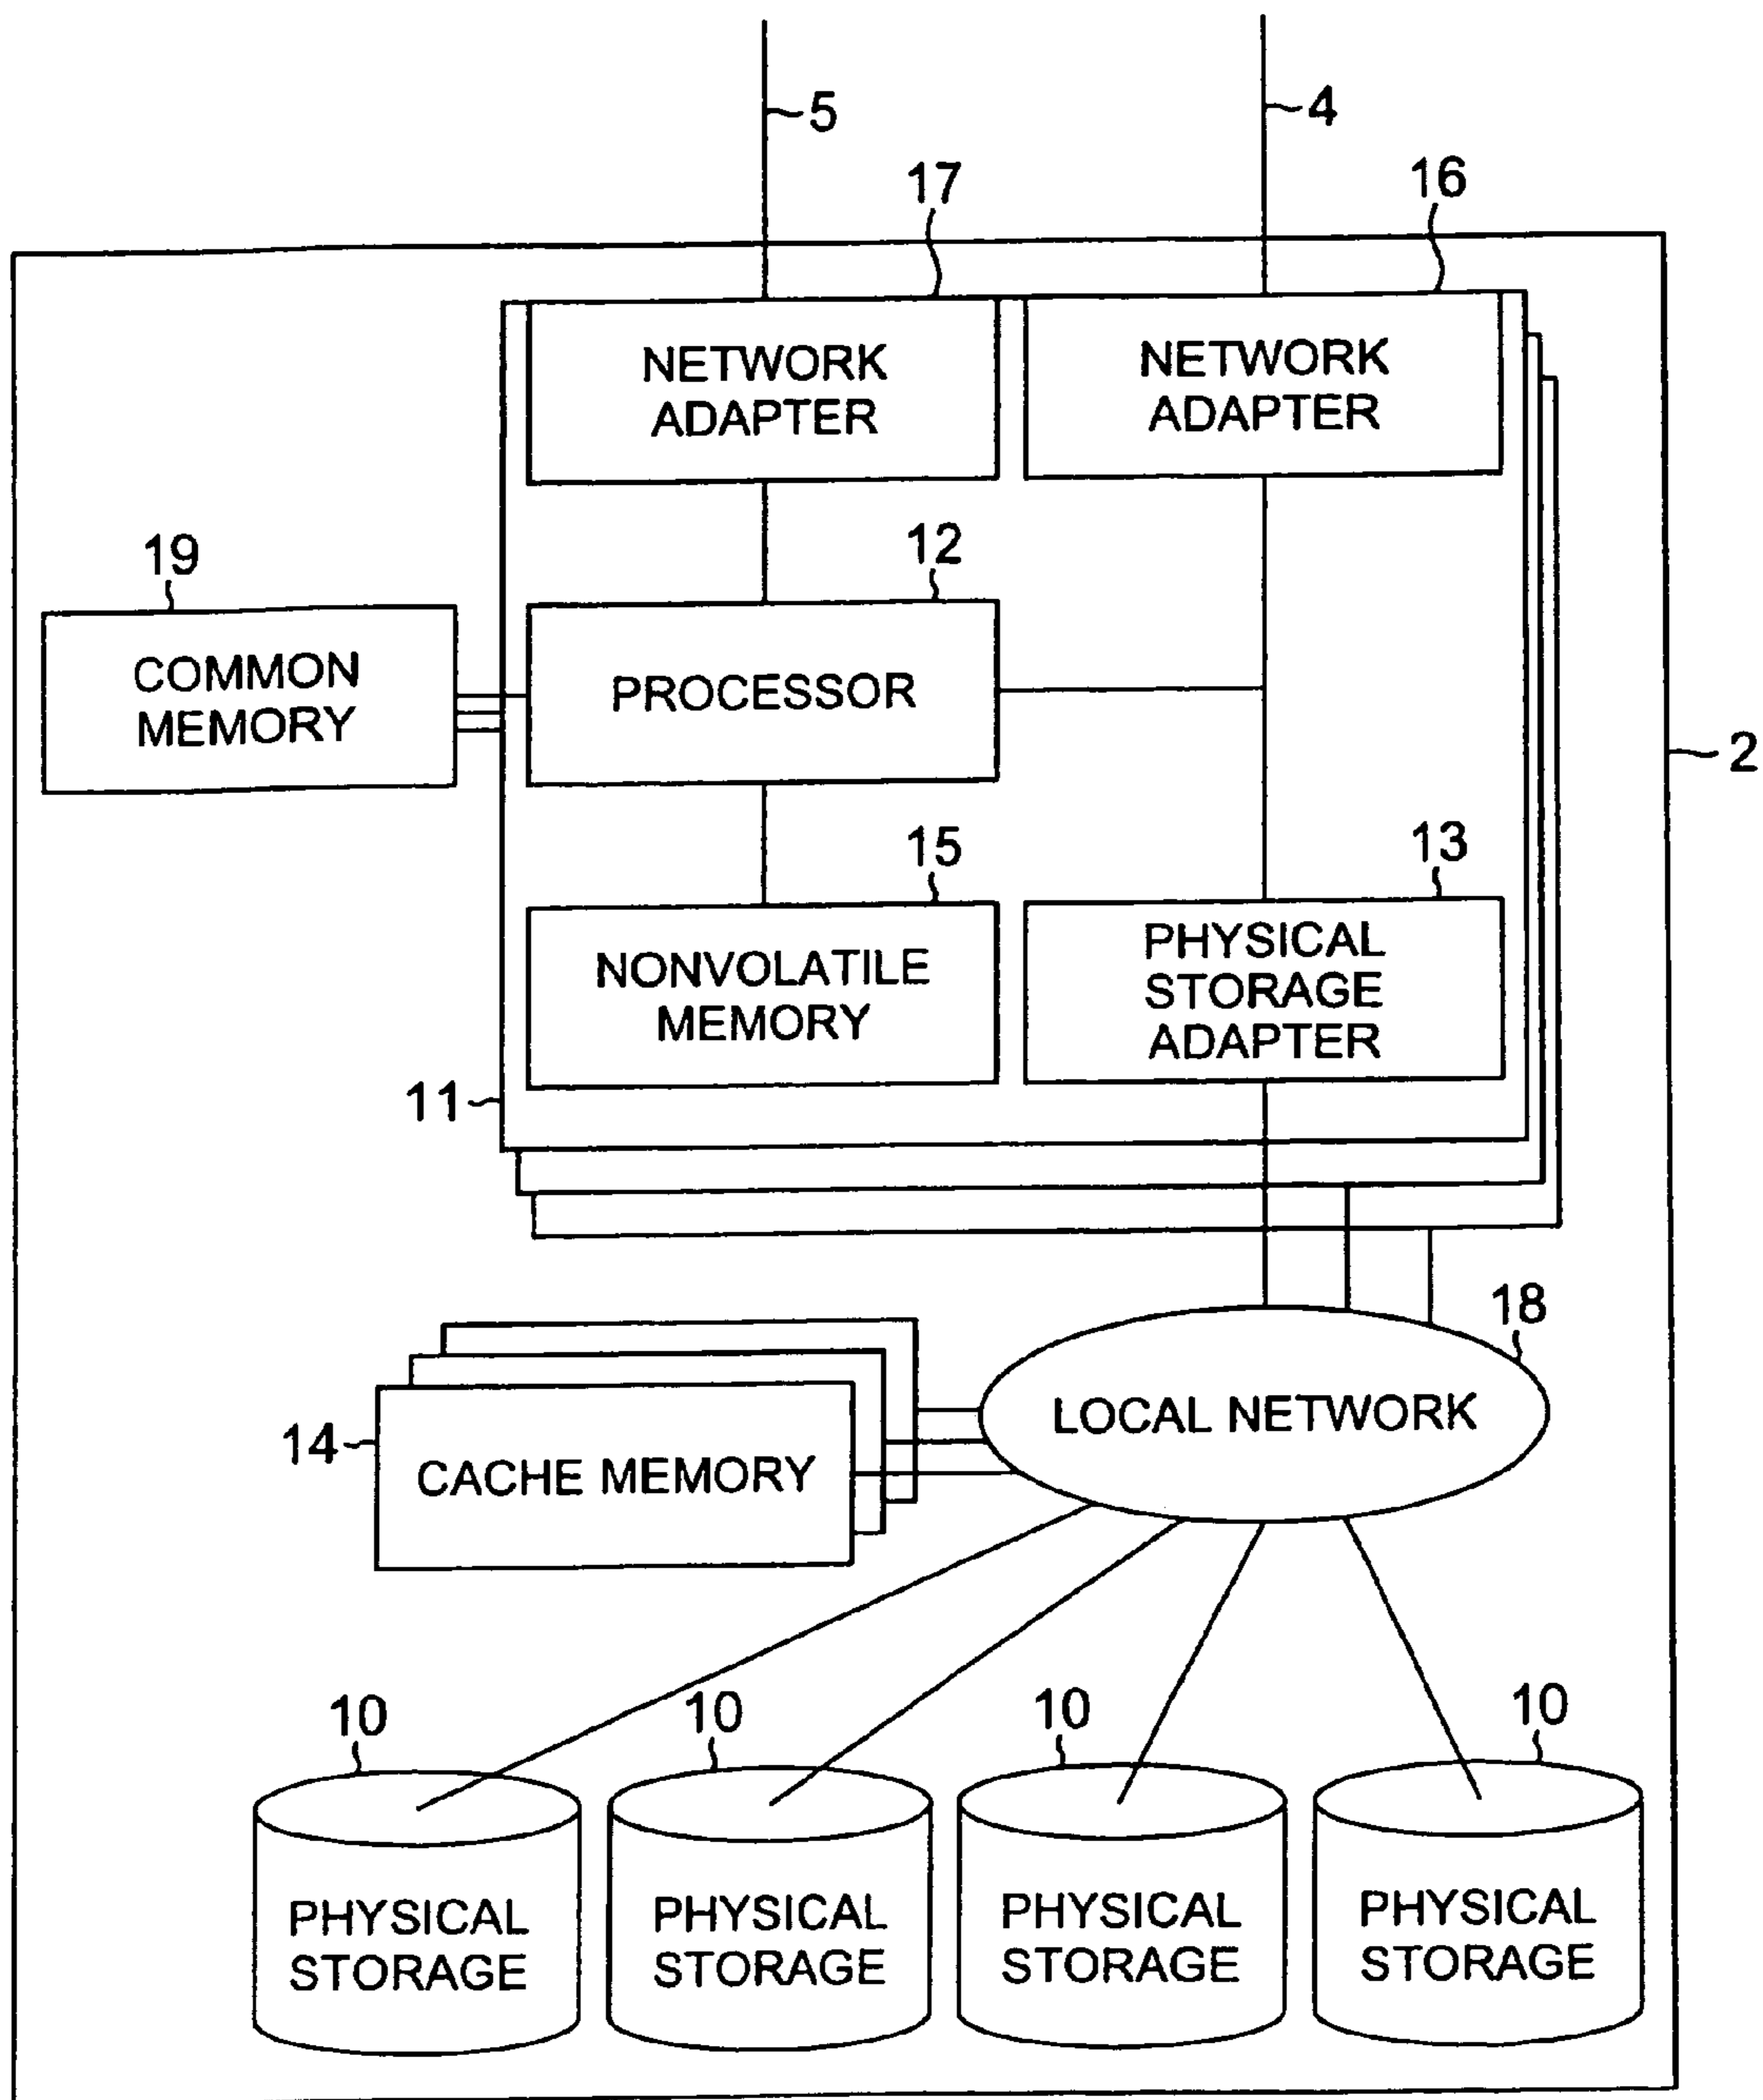 5
4
17
16
NETWORK
ADAPTER
NETWORK
ADAPTER
19
12
COMMON
MEMORY
PROCESSOR
2
15
13
NONVOLATILE
MEMORY
PHYSICAL
STORAGE
ADAPTER
11
18
LOCAL NETWORK
14
CACHE MEMORY
10
10
10
10
PHYSICAL
STORAGE
PHYSICAL
STORAGE
PHYSICAL
STORAGE
PHYSICAL
STORAGE